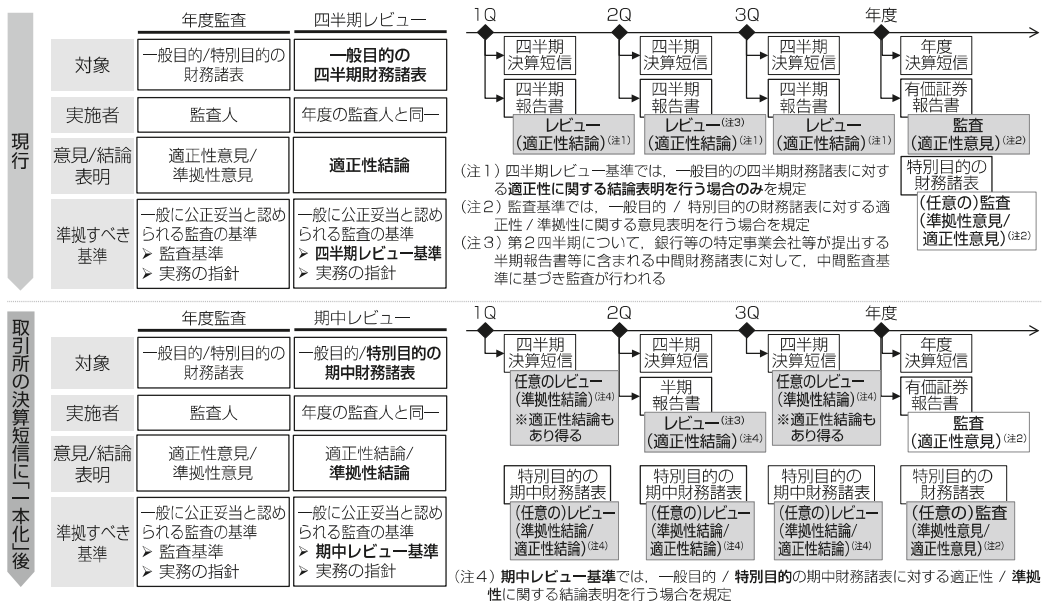 現行
年度監査
四半期レビュー
対象
一般目的/特別目的の
財務諸表
一般目的の
四半期財務諸表
実施者
監査人
年度の監査人と同一
意見/結論
表明
適正性意見/
準拠性意見
適正性結論
準拠すべき
基準
一般に公正妥当と認め
られる監査の基準
➢ 監査基準
➢ 実務の指針
一般に公正妥当と認め
られる監査の基準
➢ 四半期レビュー基準
➢ 実務の指針
1Q
2Q
3Q
年度
四半期
決算短信
四半期
報告書
レビュー
(適正性結論)(注1)
四半期
決算短信
四半期
報告書
レビュー(注3)
(適正性結論)(注1)
四半期
決算短信
四半期
報告書
レビュー
(適正性結論)(注1)
年度
決算短信
有価証券
報告書
監査
(適正性意見)(注2)
特別目的の
財務諸表
(任意の)監査
(準拠性意見/
適正性意見)(注2)
(注1) 四半期レビュー基準では，一般目的の四半期財務諸表に対す
る適正性に関する結論表明を行う場合のみを規定
(注2) 監査基準では，一般目的 / 特別目的の財務諸表に対する適
正性 / 準拠性に関する意見表明を行う場合を規定
(注3) 第2四半期について，銀行等の特定事業会社等が提出する
半期報告書等に含まれる中間財務諸表に対して，中間監査基
準に基づき監査が行われる
取引所の決算短信に「一本化」後
年度監査
期中レビュー
対象
一般目的/特別目的の
財務諸表
一般目的/特別目的の
期中財務諸表
実施者
監査人
年度の監査人と同一
意見/結論
表明
適正性意見/
準拠性意見
適正性結論/
準拠性結論
準拠すべき
基準
一般に公正妥当と認め
られる監査の基準
➢ 監査基準
➢ 実務の指針
一般に公正妥当と認め
られる監査の基準
➢ 期中レビュー基準
➢ 実務の指針
1Q
2Q
3Q
年度
四半期
決算短信
任意のレビュー
(準拠性結論)(注4)
※適正性結論も
あり得る
四半期
決算短信
半期
報告書
レビュー(注3)
(適正性結論)(注4)
四半期
決算短信
任意のレビュー
(準拠性結論)(注4)
※適正性結論も
あり得る
年度
決算短信
有価証券
報告書
監査
(適正性意見)(注2)
特別目的の
期中財務諸表
(任意の)レビュー
(準拠性結論/
適正性結論)(注4)
特別目的の
期中財務諸表
(任意の)レビュー
(準拠性結論/
適正性結論)(注4)
特別目的の
期中財務諸表
(任意の)レビュー
(準拠性結論/
適正性結論)(注4)
特別目的の
財務諸表
(任意の)監査
(準拠性意見/
適正性意見)(注2)
(注4) 期中レビュー基準では，一般目的 / 特別目的の期中財務諸表に対する適正性 / 準拠
性に関する結論表明を行う場合を規定